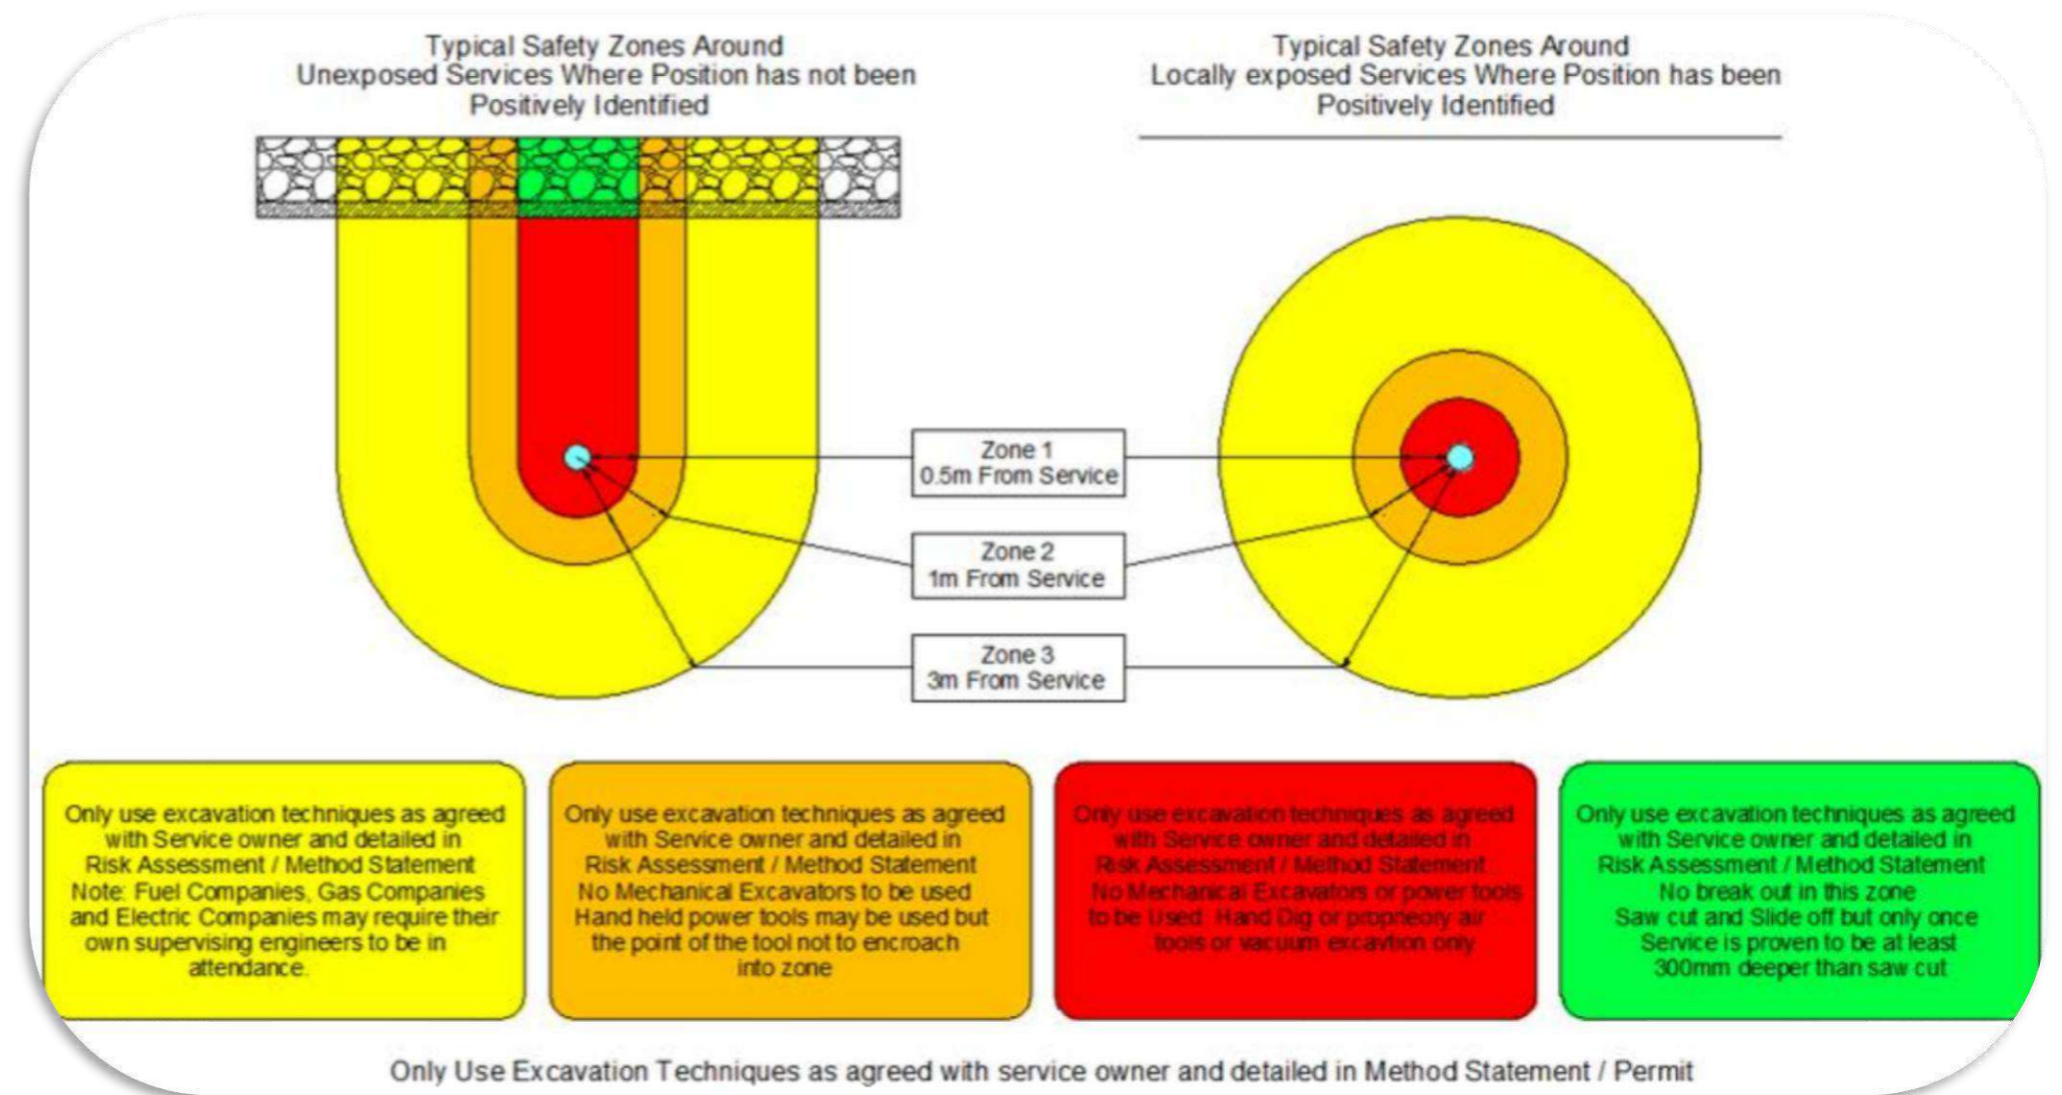 Typical Safety Zones Around
Unexposed Services Where Position has not been
Positively Identified
Typical Safety Zones Around
Locally exposed Services Where Position has been
Positively Identified
Zone 1
0.5m From Service
Zone 2
1m From Service
Zone 3
3m From Service
Only use excavation techniques as agreed
with Service owner and detailed in
Risk Assessment / Method Statement
Note: Fuel Companies, Gas Companies
and Electric Companies may require their
own supervising engineers to be in
attendance.
Only use excavation techniques as agreed
with Service owner and detailed in
Risk Assessment / Method Statement
No Mechanical Excavators to be used
Hand held power tools may be used but
the point of the tool not to encroach
into zone
Only use excavation techniques as agreed
with Service owner and detailed in
Risk Assessment / Method Statement
No Mechanical Excavators or power tools
to be Used. Hand Dig or proprieory air
tools or vacuum excavtion only
Only use excavation techniques as agreed
with Service owner and detailed in
Risk Assessment / Method Statement
No break out in this zone
Saw cut and Slide off but only once
Service is proven to be at least
300mm deeper than saw cut
Only Use Excavation Techniques as agreed with service owner and detailed in Method Statement / Permit